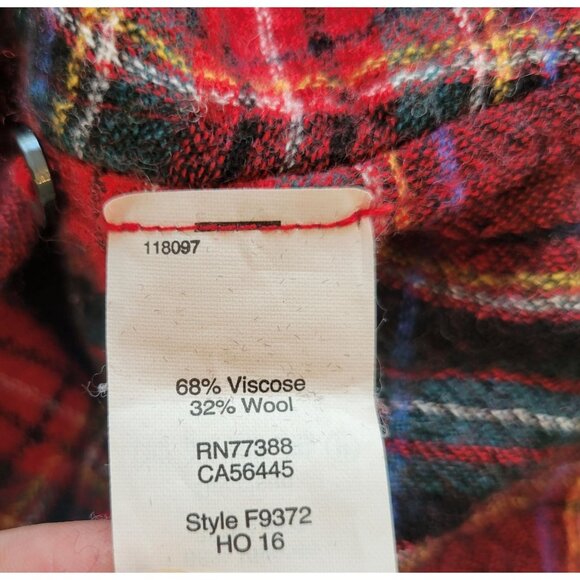 118097
68% Viscose
32% Wool
RN77388
CA56445
Style F9372
HO 16